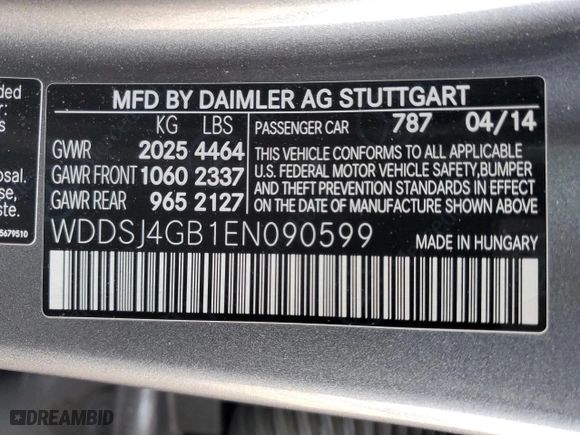 MFD BY DAIMLER AG STUTTGART
KG LBS
GVWR 2025 4464
GAWR FRONT 1060 2337
GAWR REAR 965 2127
PASSENGER CAR 787 04/14
THIS VEHICLE CONFORMS TO ALL APPLICABLE
U.S. FEDERAL MOTOR VEHICLE SAFETY, BUMPER,
AND THEFT PREVENTION STANDARDS IN EFFECT
ON THE DATE OF MANUFACTURE SHOWN ABOVE.
WDDSJ4GB1EN090599
MADE IN HUNGARY
5679510
DREAMBID